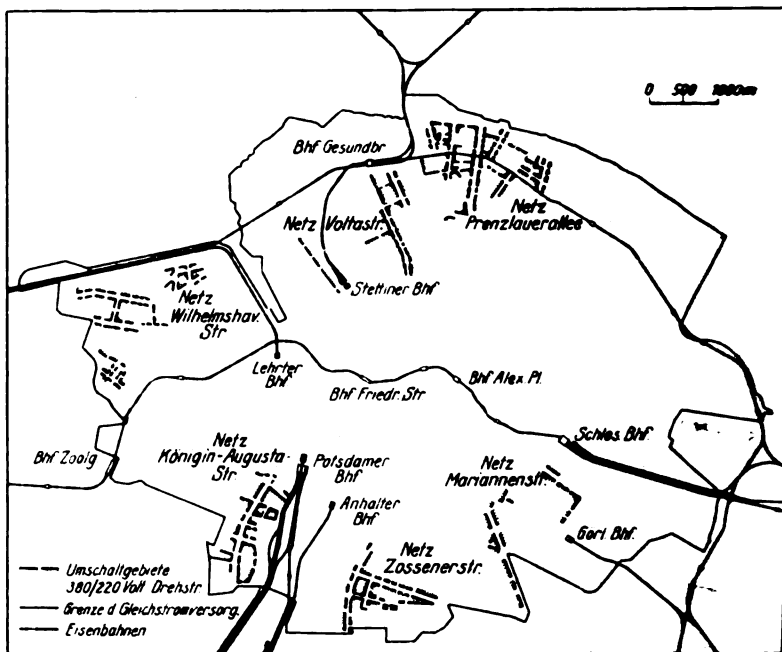 0 500 1000m
Bhf Gesundbr.
Netz Voltastr.
Netz
Prenzlauerallee
Stettiner Bhf
Netz
Wilhelmshav.
Str
Lehrter
Bhf
Bhf Friedr. Str
Bhf Alex. Pl.
Schles. Bhf.
Bhf Zoolg
Netz
Königin-Augusta-
Str.
Potsdamer
Bhf
Anhalter
Bhf
Netz
Mariannenstr.
Görl. Bhf.
Netz
Zossenerstr.
Umschaltgebiete
380/220 Volt Drehstr.
Grenze d Gleichstromversorg.
Eisenbahnen